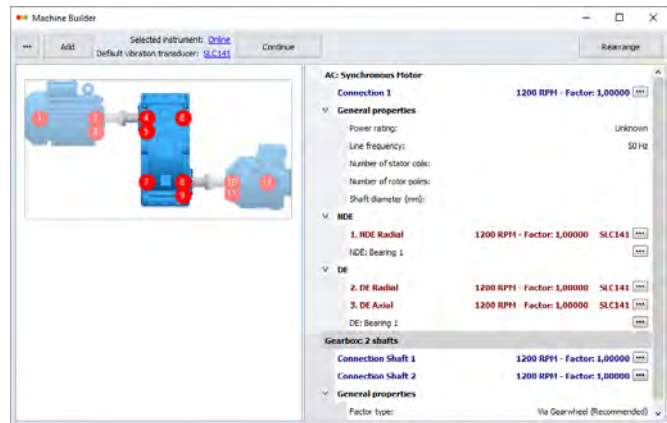 Machine Builder
Add
Selected instrument: Online
Default vibration transducer: SLC141
Continue
Rearrange
1
2
3
4
5
6
7
8
9
10
11
AC: Synchronous Motor
Connection 1 1200 RPM - Factor: 1,00000
General properties
Power rating: Unknown
Line frequency: 50 Hz
Number of stator coils:
Number of rotor poles:
Shaft diameter (mm):
NDE
1. NDE Radial 1200 RPM - Factor: 1,00000 SLC141
NDE: Bearing 1
DE
2. DE Radial 1200 RPM - Factor: 1,00000 SLC141
3. DE Axial 1200 RPM - Factor: 1,00000 SLC141
DE: Bearing 1
Gearbox: 2 shafts
Connection Shaft 1 1200 RPM - Factor: 1,00000
Connection Shaft 2 1200 RPM - Factor: 1,00000
General properties
Factor type: Via Gearwheel (Recommended)